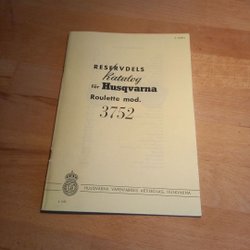 RESERVDELS
Katalog
för Husqvarna
Roulette mod.
3752
HUSQVARNA VAPENFABRIKS AKTIEBOLAG, HUSKVARNA